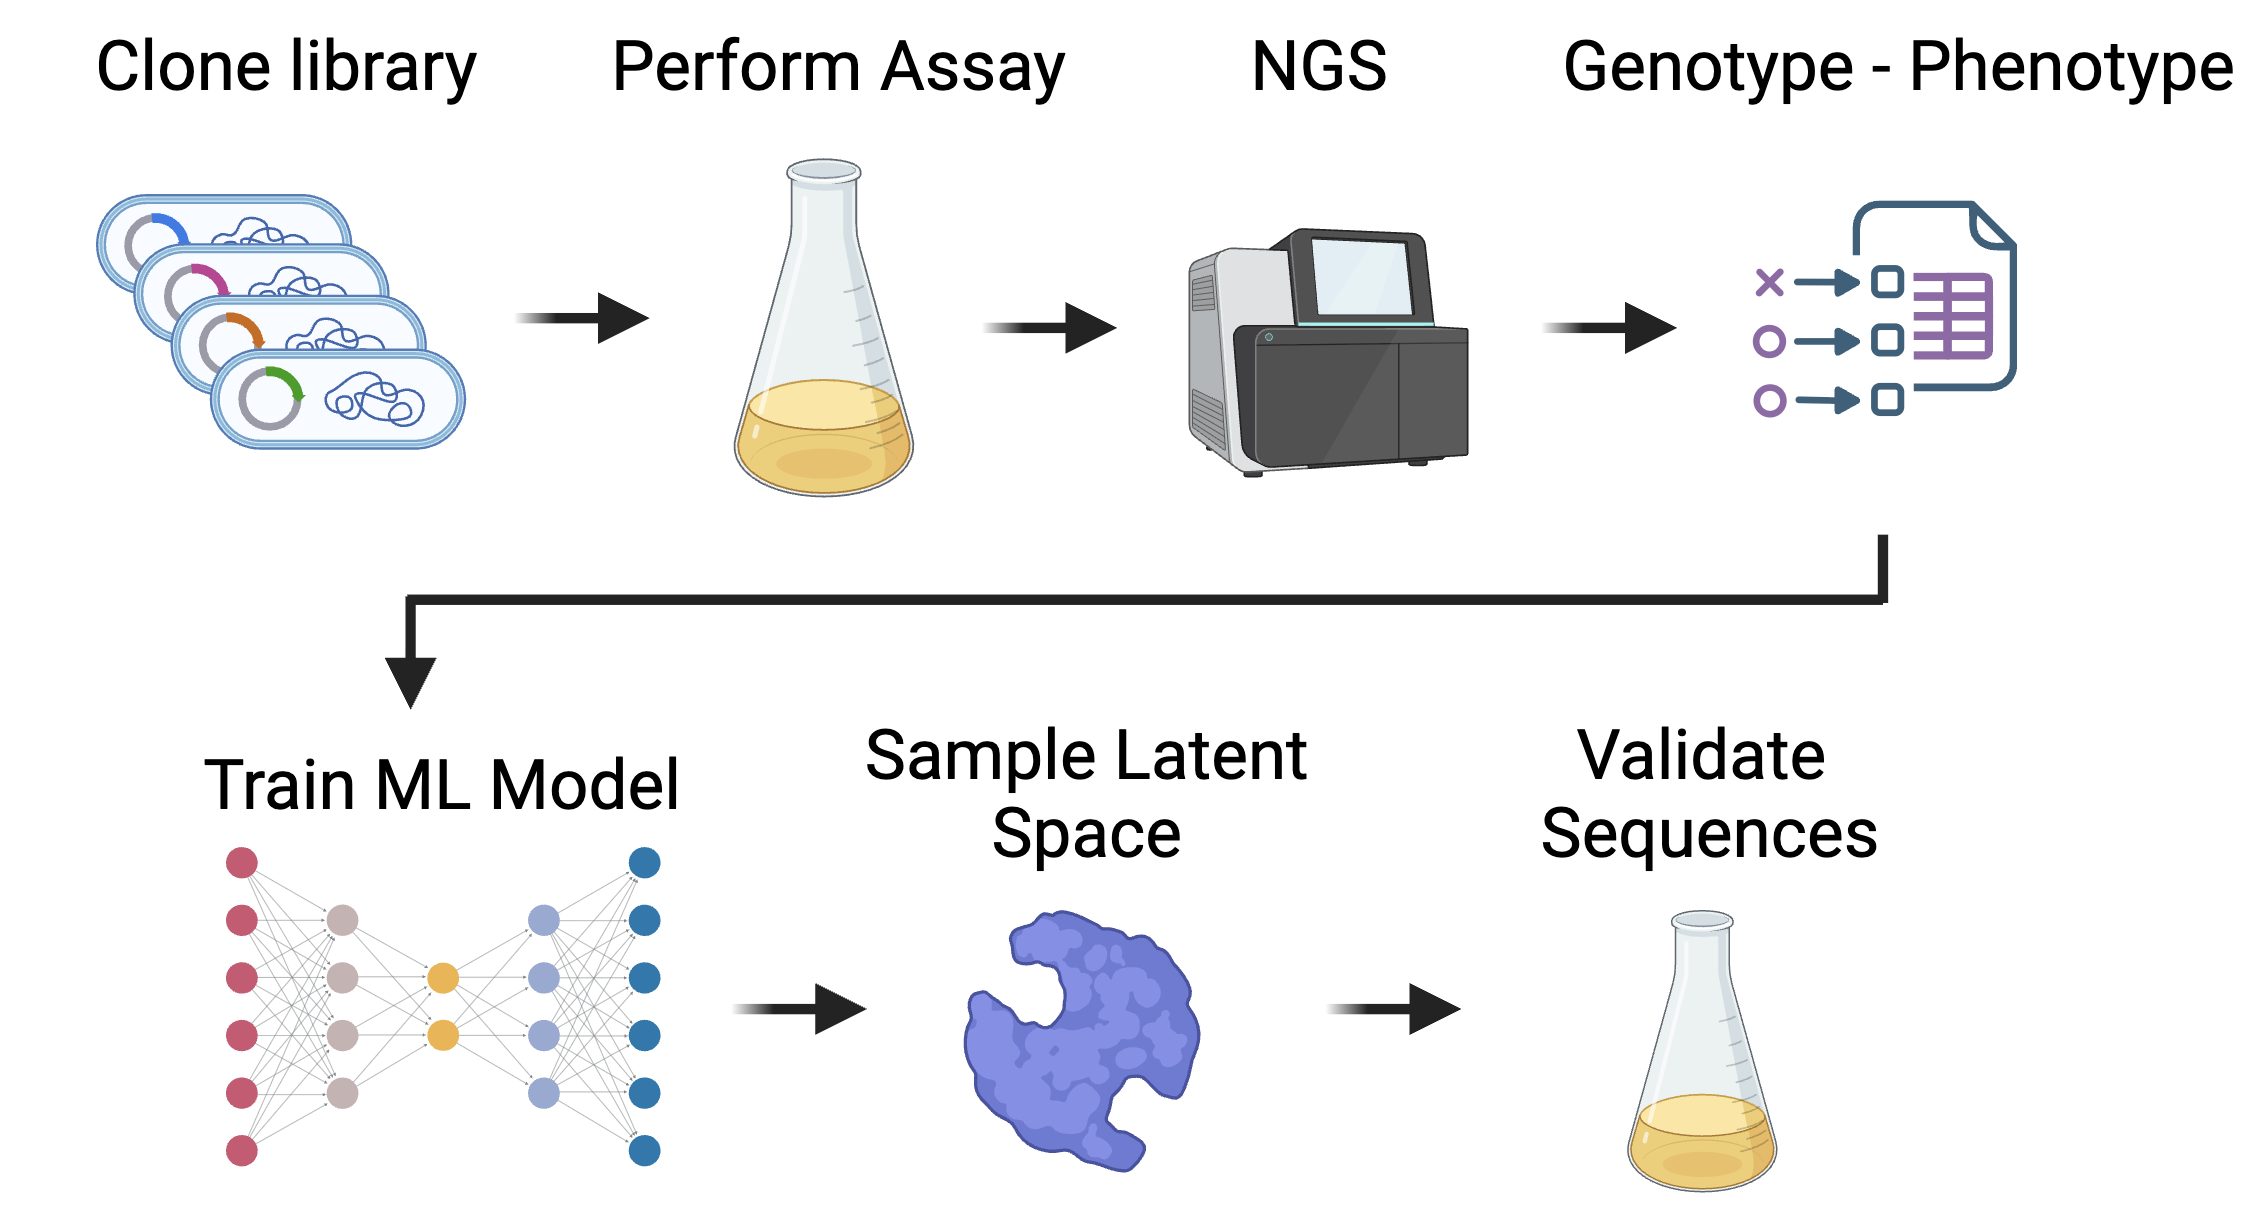 Clone library
Perform Assay
NGS
Genotype - Phenotype
Train ML Model
Sample Latent
Space
Validate
Sequences